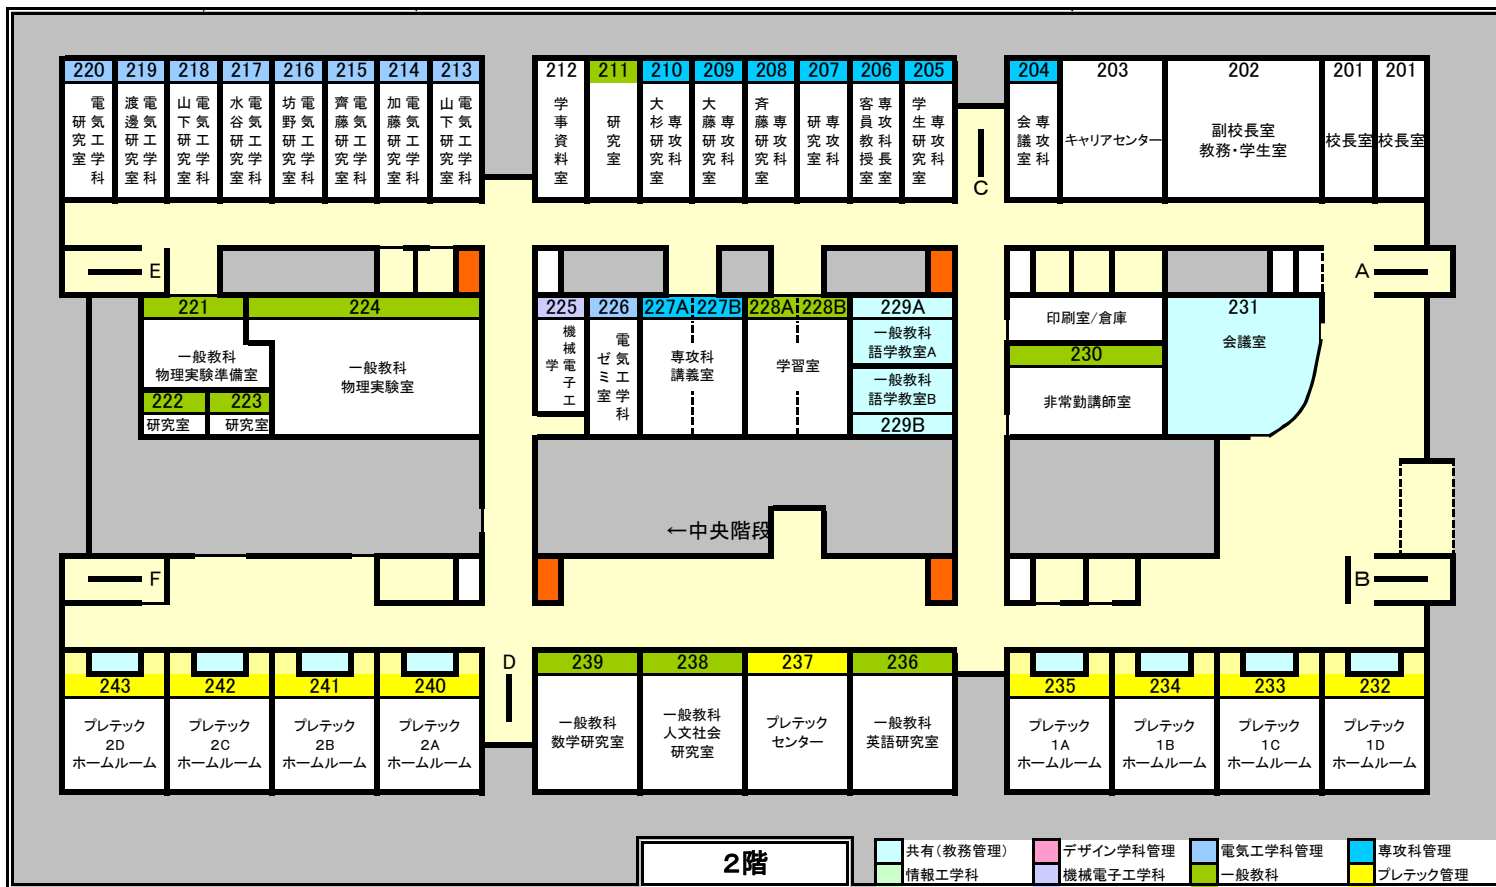 220
219
218
217
216
215
214
213
電気工学科
研究室
電気工学科
渡邊研究室
電気工学科
山下研究室
電気工学科
水谷研究室
電気工学科
坊野研究室
電気工学科
齊藤研究室
電気工学科
加藤研究室
電気工学科
山下研究室
212
211
210
209
208
207
206
205
学事資料室
研究室
専攻科
大杉研究室
専攻科
大藤研究室
専攻科
斉藤研究室
専攻科
研究室
専攻科長室
客員教授室
専攻科
学生研究室
204
203
202
201
201
専攻科
会議室
キャリアセンター
副校長室
教務・学生室
校長室
校長室
C
E
A
221
224
一般教科
物理実験準備室
一般教科
物理実験室
222
223
研究室
研究室
225
226
227A
227B
228A
228B
229A
機械電子工
学
電気工学科
ゼミ室
専攻科
講義室
学習室
一般教科
語学教室A
一般教科
語学教室B
229B
印刷室/倉庫
230
非常勤講師室
231
会議室
←中央階段
F
B
D
243
242
241
240
プレテック
2D
ホームルーム
プレテック
2C
ホームルーム
プレテック
2B
ホームルーム
プレテック
2A
ホームルーム
239
238
237
236
一般教科
数学研究室
一般教科
人文社会
研究室
プレテック
センター
一般教科
英語研究室
235
234
233
232
プレテック
1A
ホームルーム
プレテック
1B
ホームルーム
プレテック
1C
ホームルーム
プレテック
1D
ホームルーム
2階
共有(教務管理)
デザイン学科管理
電気工学科管理
専攻科管理
情報工学科
機械電子工学科
一般教科
プレテック管理